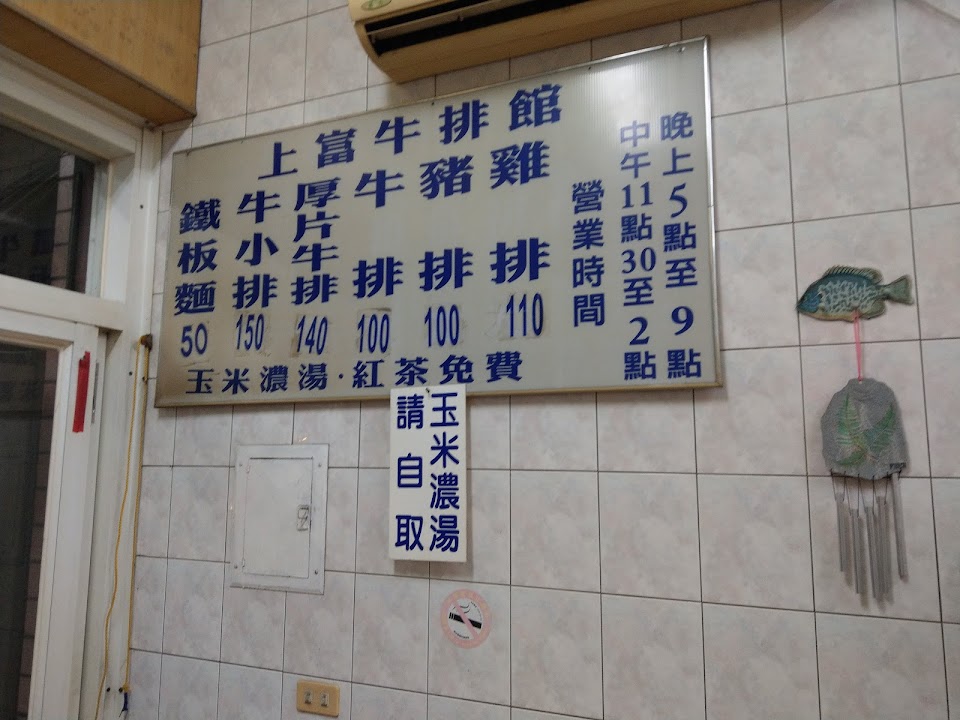 上富牛排館
雞排 110
豬排 100
牛排 100
厚片牛排 140
牛小排 150
鐵板麵 50
玉米濃湯·紅茶免費
營業時間
晚上5點至9點
中午11點30至2點
玉米濃湯
請自取